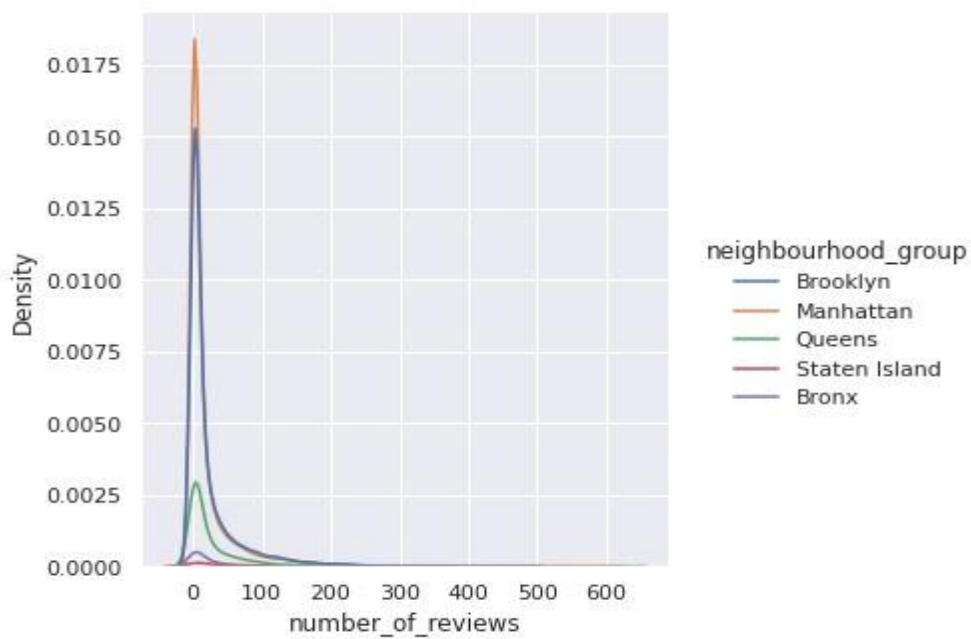 0.0175
0.0150
0.0125
0.0100
0.0075
0.0050
0.0025
0.0000
Density
0 100 200 300 400 500 600
number_of_reviews
neighbourhood_group
Brooklyn
Manhattan
Queens
Staten Island
Bronx